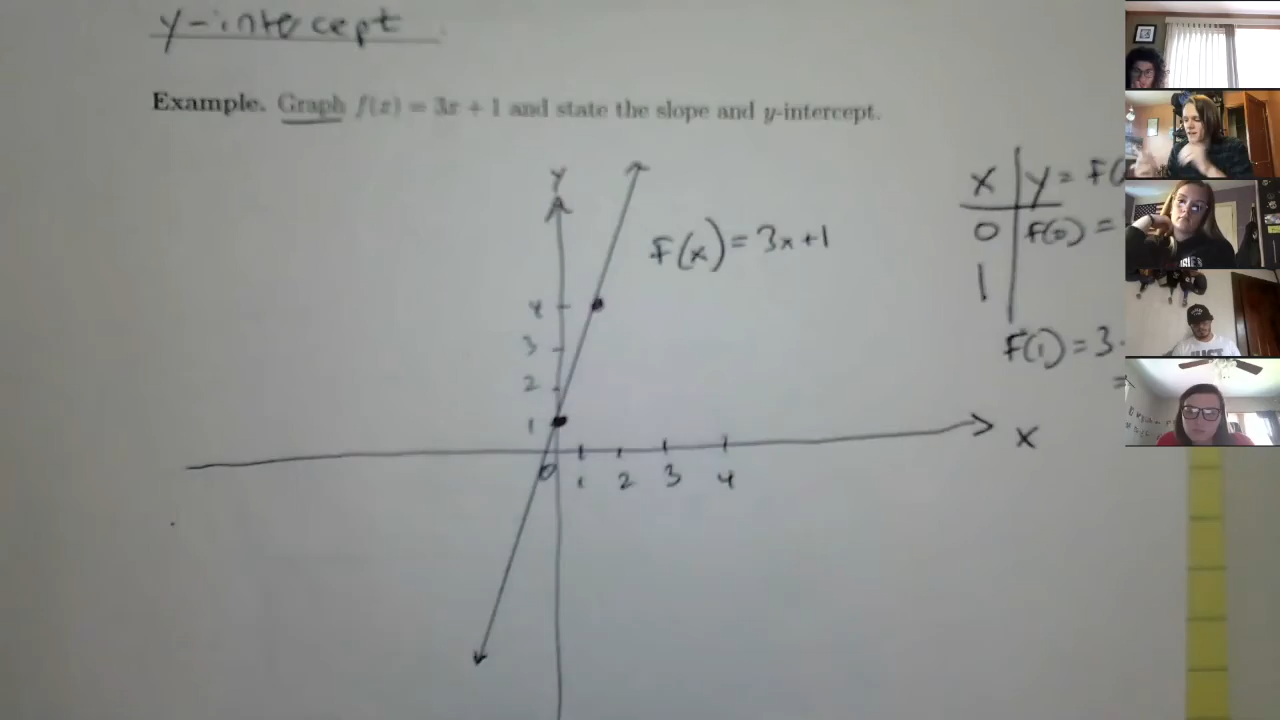 y-intercept
Example. Graph f(x) = 3x + 1 and state the slope and y-intercept.
Y
F(x) = 3x+1
4
3
2
1
0
1 2 3 4
X
x y = F(
0 F(0) =
1
F(1) = 3·
=